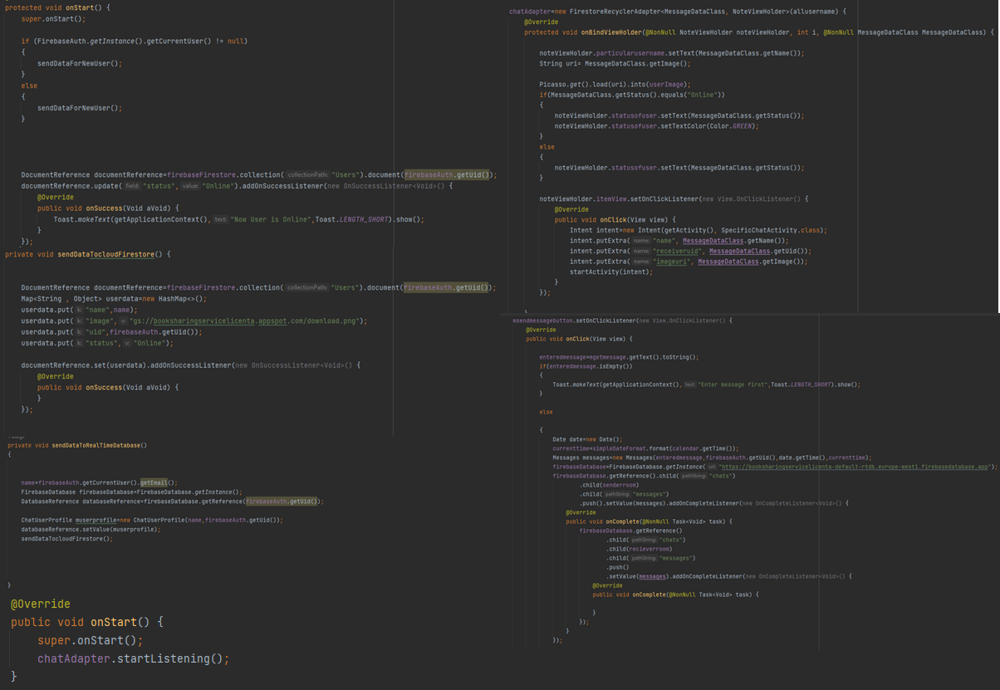 protected void onStart() {
super.onStart();
if (FirebaseAuth.getInstance().getCurrentUser() != null)
{
sendDataForNewUser();
}
else
{
sendDataForNewUser();
}
DocumentReference documentReference=firebaseFirestore.collection( collectionPath: "Users").document(firebaseAuth.getUid());
documentReference.update( field: "status", value: "Online").addOnSuccessListener(new OnSuccessListener<Void>() {
@Override
public void onSuccess(Void aVoid) {
Toast.makeText(getApplicationContext(), text: "Now User is Online",Toast.LENGTH_SHORT).show();
}
});
private void sendDataTocloudFirestore() {
DocumentReference documentReference=firebaseFirestore.collection( collectionPath: "Users").document(firebaseAuth.getUid());
Map<String , Object> userdata=new HashMap<>();
userdata.put( k: "name",name);
userdata.put( k: "image", v: "gs://booksharingservicelicenta.appspot.com/download.png");
userdata.put( k: "uid",firebaseAuth.getUid());
userdata.put( k: "status", v: "Online");
documentReference.set(userdata).addOnSuccessListener(new OnSuccessListener<Void>() {
@Override
public void onSuccess(Void aVoid) {
}
});
private void sendDataToRealTimeDatabase()
{
name=firebaseAuth.getCurrentUser().getEmail();
FirebaseDatabase firebaseDatabase=FirebaseDatabase.getInstance();
DatabaseReference databaseReference=firebaseDatabase.getReference(firebaseAuth.getUid());
ChatUserProfile muserprofile=new ChatUserProfile(name,firebaseAuth.getUid());
databaseReference.setValue(muserprofile);
sendDataTocloudFirestore();
}
@Override
public void onStart() {
super.onStart();
chatAdapter.startListening();
}
chatAdapter=new FirestoreRecyclerAdapter<MessageDataClass, NoteViewHolder>(allusername) {
@Override
protected void onBindViewHolder(@NonNull NoteViewHolder noteViewHolder, int i, @NonNull MessageDataClass MessageDataClass) {
noteViewHolder.particularusername.setText(MessageDataClass.getName());
String uri= MessageDataClass.getImage();
Picasso.get().load(uri).into(userImage);
if(MessageDataClass.getStatus().equals("Online"))
{
noteViewHolder.statusofuser.setText(MessageDataClass.getStatus());
noteViewHolder.statusofuser.setTextColor(Color.GREEN);
}
else
{
noteViewHolder.statusofuser.setText(MessageDataClass.getStatus());
}
noteViewHolder.itemView.setOnClickListener(new View.OnClickListener() {
@Override
public void onClick(View view) {
Intent intent=new Intent(getActivity(), SpecificChatActivity.class);
intent.putExtra( name: "name", MessageDataClass.getName());
intent.putExtra( name: "receiveruid", MessageDataClass.getUid());
intent.putExtra( name: "imageuri", MessageDataClass.getImage());
startActivity(intent);
}
});
}
msendmessagebutton.setOnClickListener(new View.OnClickListener() {
@Override
public void onClick(View view) {
enteredmessage=mgetmessage.getText().toString();
if(enteredmessage.isEmpty())
{
Toast.makeText(getApplicationContext(), text: "Enter message first",Toast.LENGTH_SHORT).show();
}
else
{
Date date=new Date();
currenttime=simpleDateFormat.format(calendar.getTime());
Messages messages=new Messages(enteredmessage,firebaseAuth.getUid(),date.getTime(),currenttime);
firebaseDatabase=FirebaseDatabase.getInstance( url: "https://booksharingservicelicenta-default-rtdb.europe-west1.firebasedatabase.app");
firebaseDatabase.getReference().child( pathString: "chats")
.child(senderroom)
.child( pathString: "messages")
.push().setValue(messages).addOnCompleteListener(new OnCompleteListener<Void>() {
@Override
public void onComplete(@NonNull Task<Void> task) {
firebaseDatabase.getReference()
.child( pathString: "chats")
.child(recieverroom)
.child( pathString: "messages")
.push()
.setValue(messages).addOnCompleteListener(new OnCompleteListener<Void>() {
@Override
public void onComplete(@NonNull Task<Void> task) {
}
});
}
});